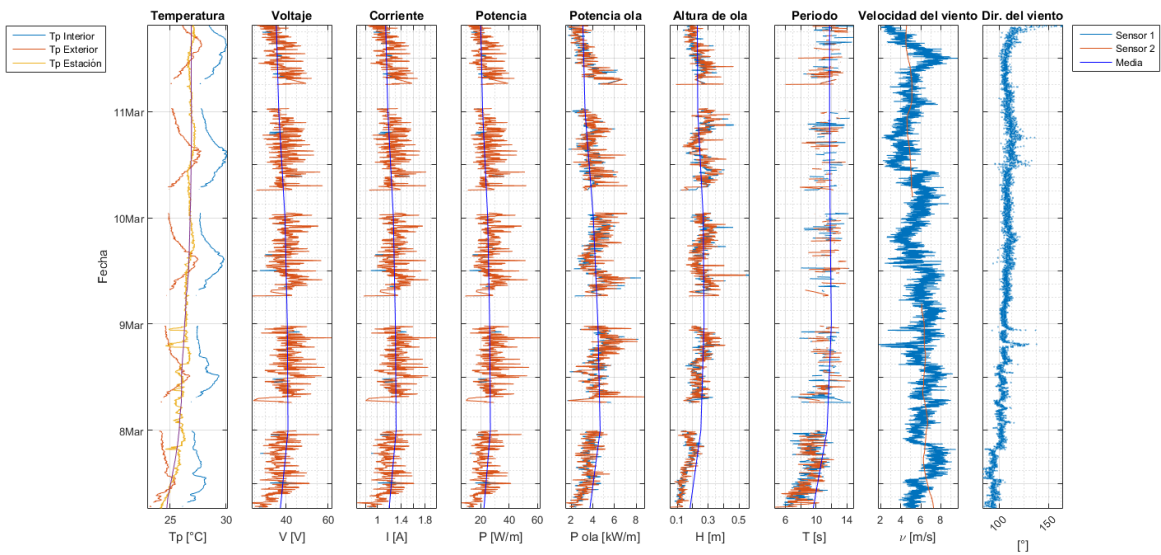 Temperatura Voltaje Corriente Potencia Potencia ola Altura de ola Periodo Velocidad del viento Dir. del viento
Tp Interior
Tp Exterior
Tp Estación
Sensor 1
Sensor 2
Media
Fecha
11Mar
10Mar
9Mar
8Mar
25 30 40 60 1 1.4 1.8 20 40 60 2 4 6 8 0.1 0.3 0.5 6 10 14 2 4 6 8 100 150
Tp [°C] V [V] I [A] P [W/m] P ola [kW/m] H [m] T [s] ν [m/s] [°]